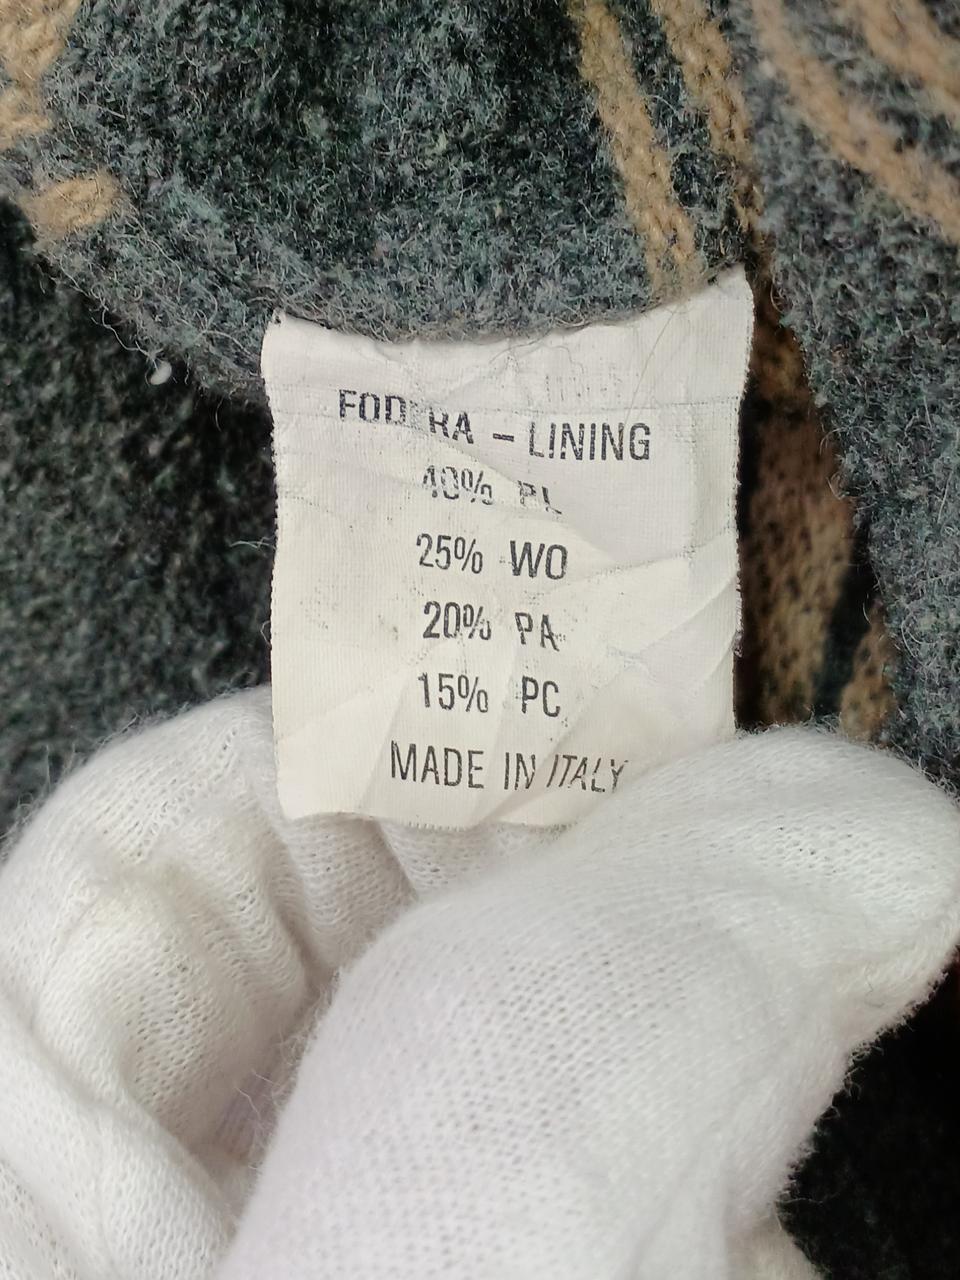 FODERA - LINING
40% PL
25% WO
20% PA
15% PC
MADE IN ITALY